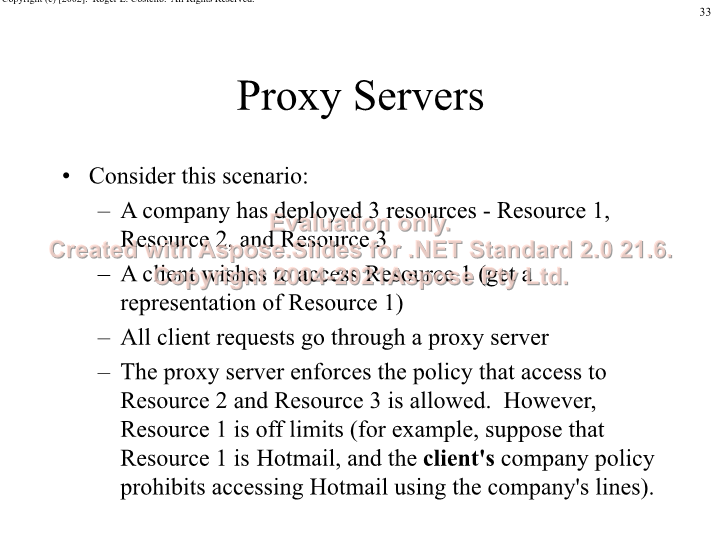 Copyright (c) [2002]. Roger L. Costello. All Rights Reserved.
33
Proxy Servers
• Consider this scenario:
– A company has deployed 3 resources - Resource 1,
Resource 2, and Resource 3
– A client wishes to access Resource 1 (get a
representation of Resource 1)
– All client requests go through a proxy server
– The proxy server enforces the policy that access to
Resource 2 and Resource 3 is allowed.  However,
Resource 1 is off limits (for example, suppose that
Resource 1 is Hotmail, and the client's company policy
prohibits accessing Hotmail using the company's lines).
Evaluation only.
Created with Aspose.Slides for .NET Standard 2.0 21.6.
Copyright 2004-2021Aspose Pty Ltd.